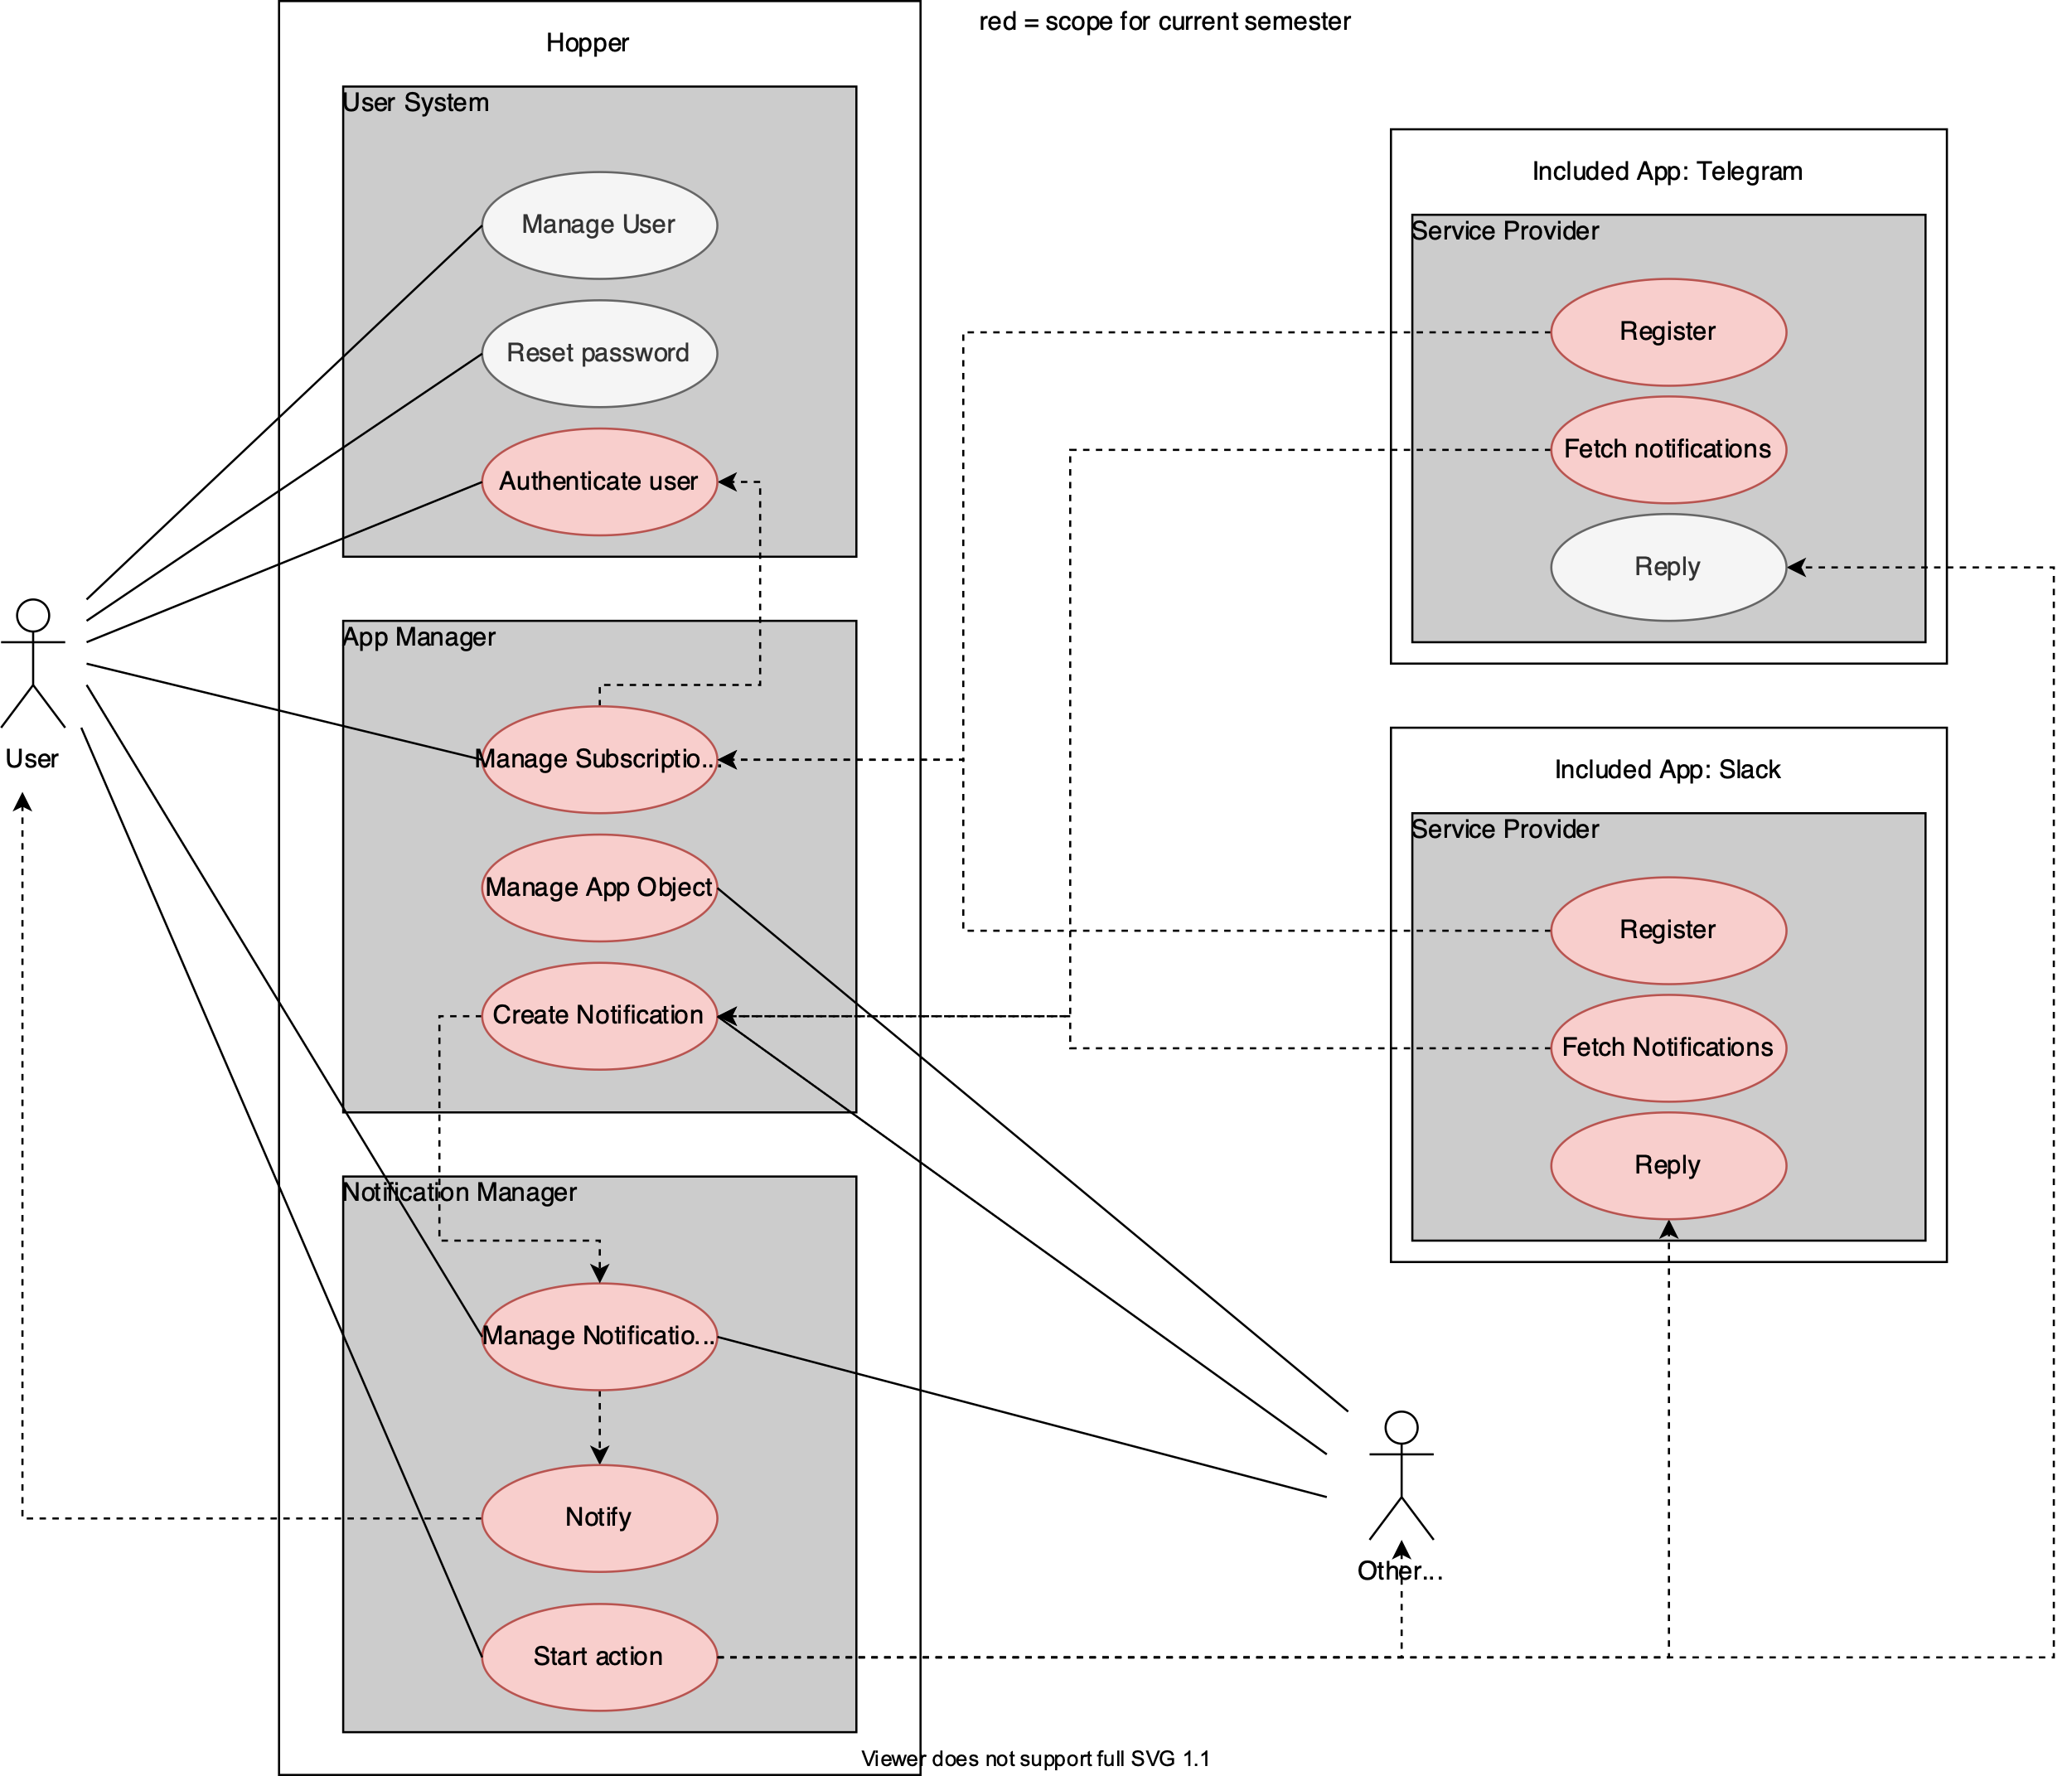 red = scope for current semester
Hopper
User System
Manage User
Reset password
Authenticate user
App Manager
Manage Subscriptio...
Manage App Object
Create Notification
Notification Manager
Manage Notificatio...
Notify
Start action
User
Included App: Telegram
Service Provider
Register
Fetch notifications
Reply
Included App: Slack
Service Provider
Register
Fetch Notifications
Reply
Other...
Viewer does not support full SVG 1.1